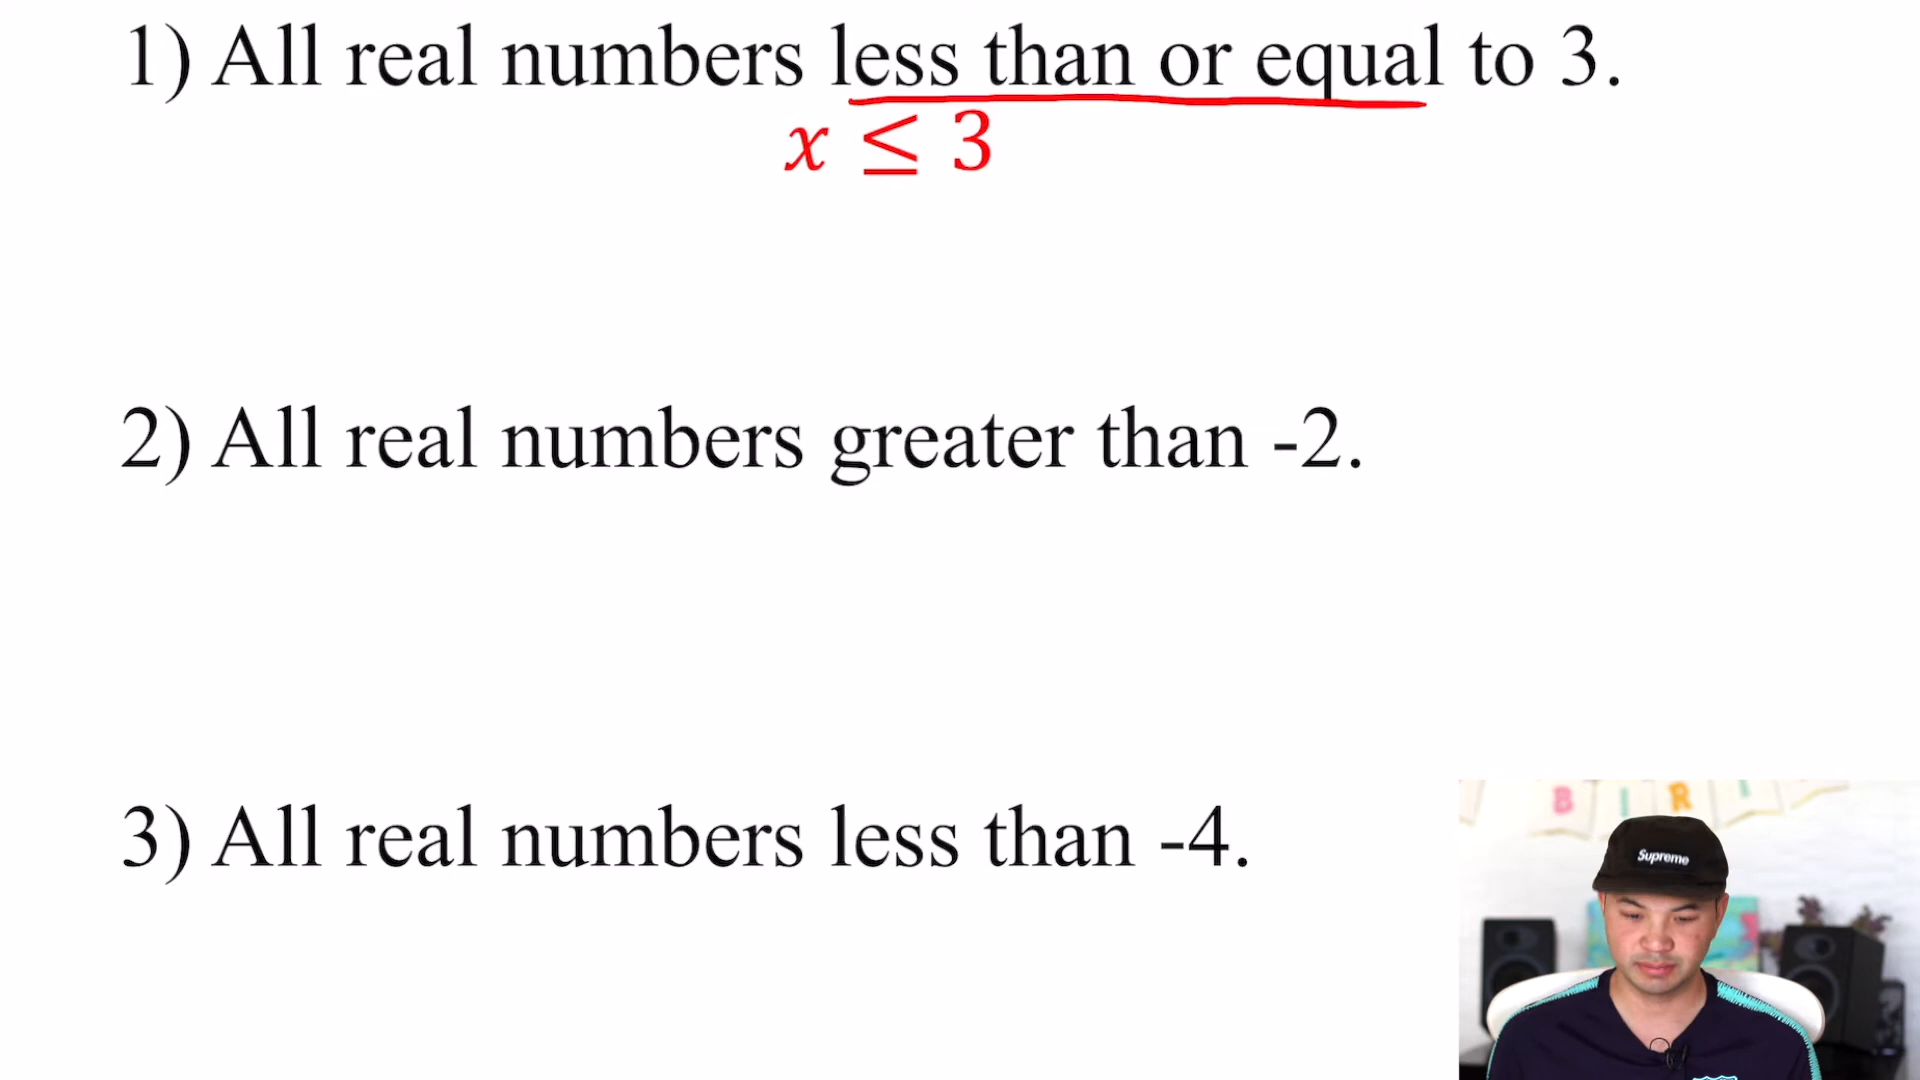 1) All real numbers less than or equal to 3.
x ≤ 3
2) All real numbers greater than -2.
3) All real numbers less than -4.
B I R T
Supreme